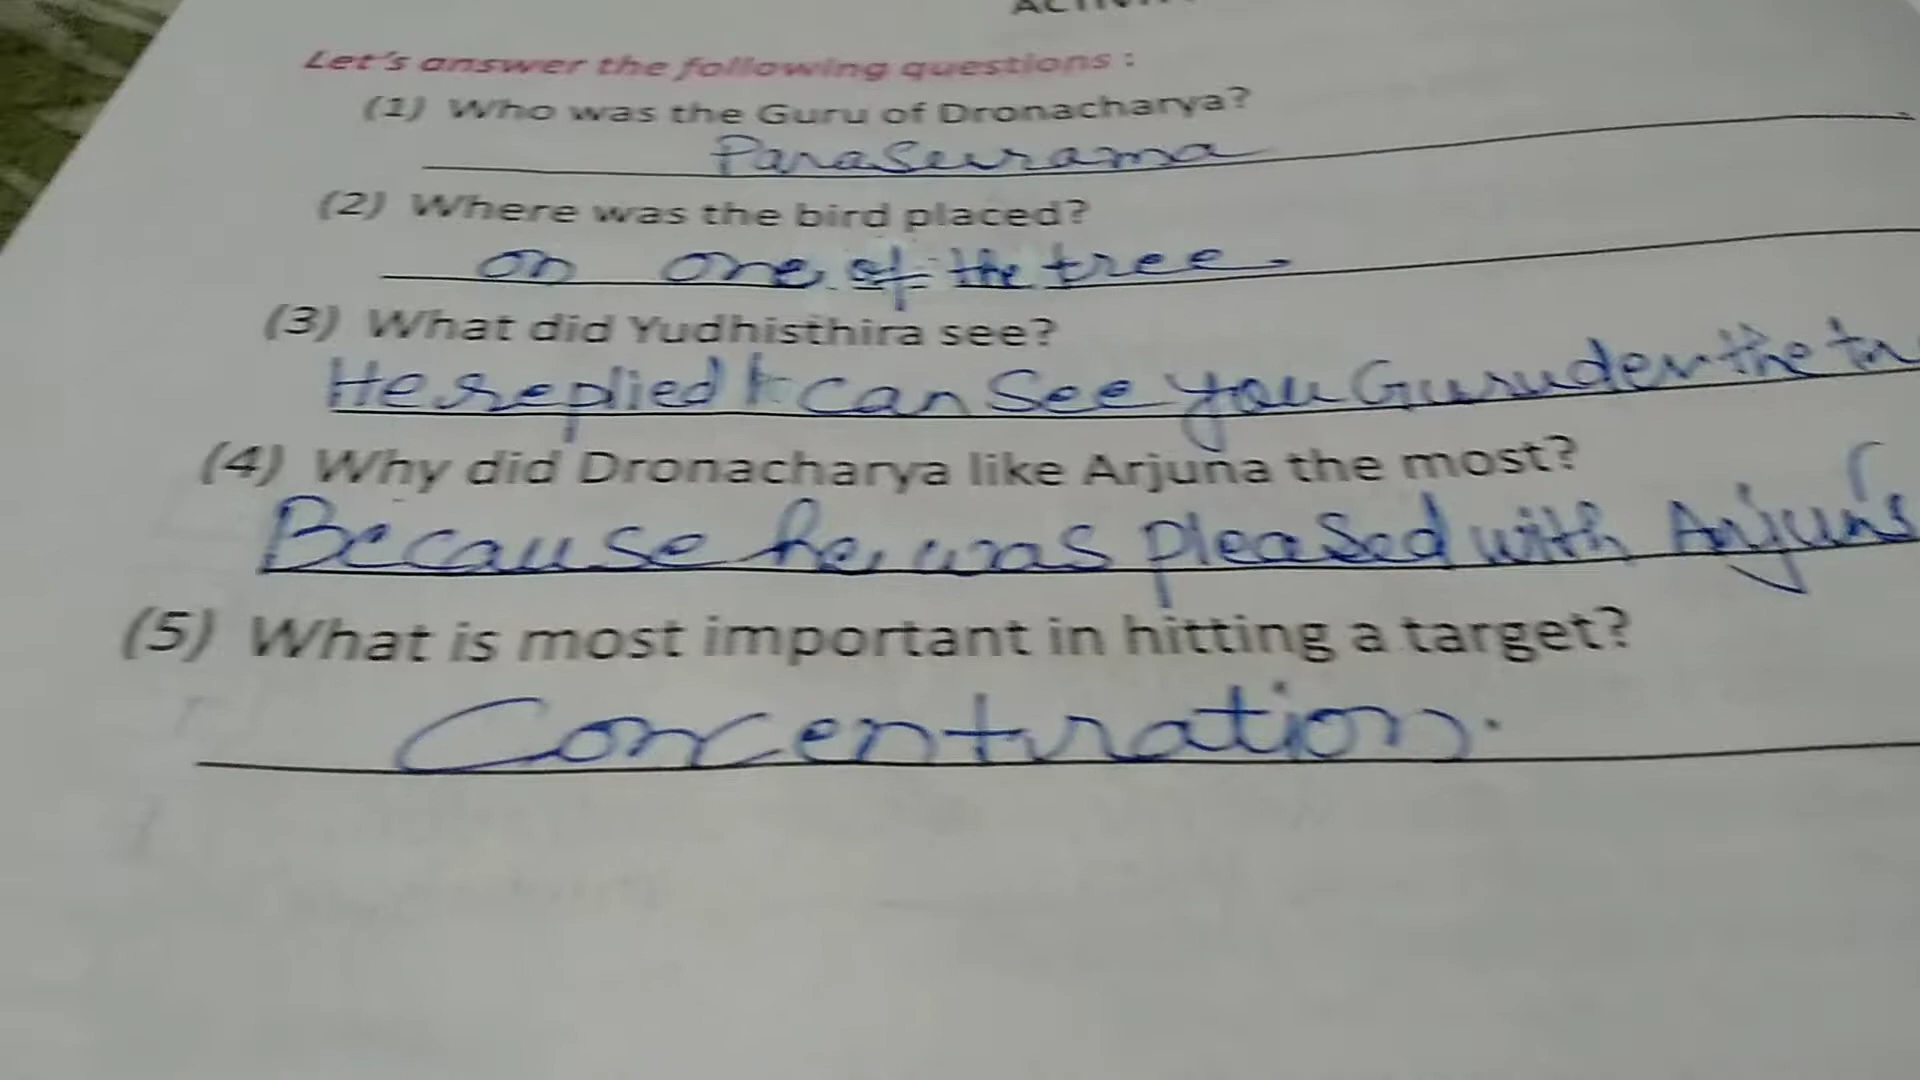 Let's answer the following questions :
(1) Who was the Guru of Dronacharya?
Parasurama
(2) Where was the bird placed?
on one of the tree.
(3) What did Yudhisthira see?
He replied I can See you Gurudev the
(4) Why did Dronacharya like Arjuna the most?
Because he was pleased with Arjun's
(5) What is most important in hitting a target?
Concentration.